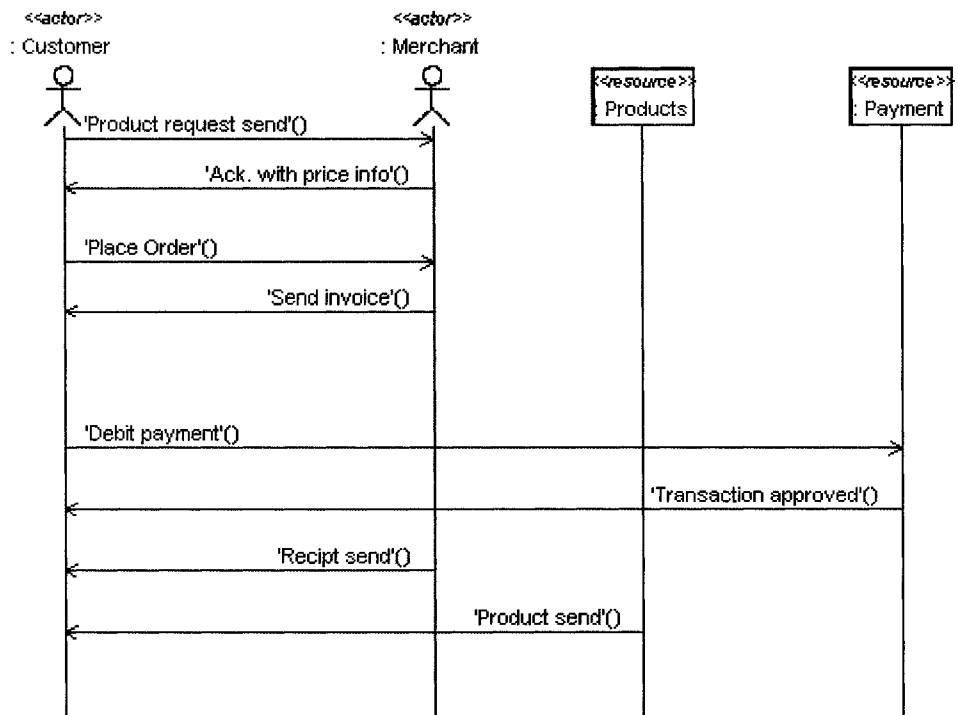 <<actor>>
: Customer
<<actor>>
: Merchant
<<resource>>
: Products
<<resource>>
: Payment
'Product request send'()
'Ack. with price info'()
'Place Order'()
'Send invoice'()
'Debit payment'()
'Transaction approved'()
'Recipt send'()
'Product send'()